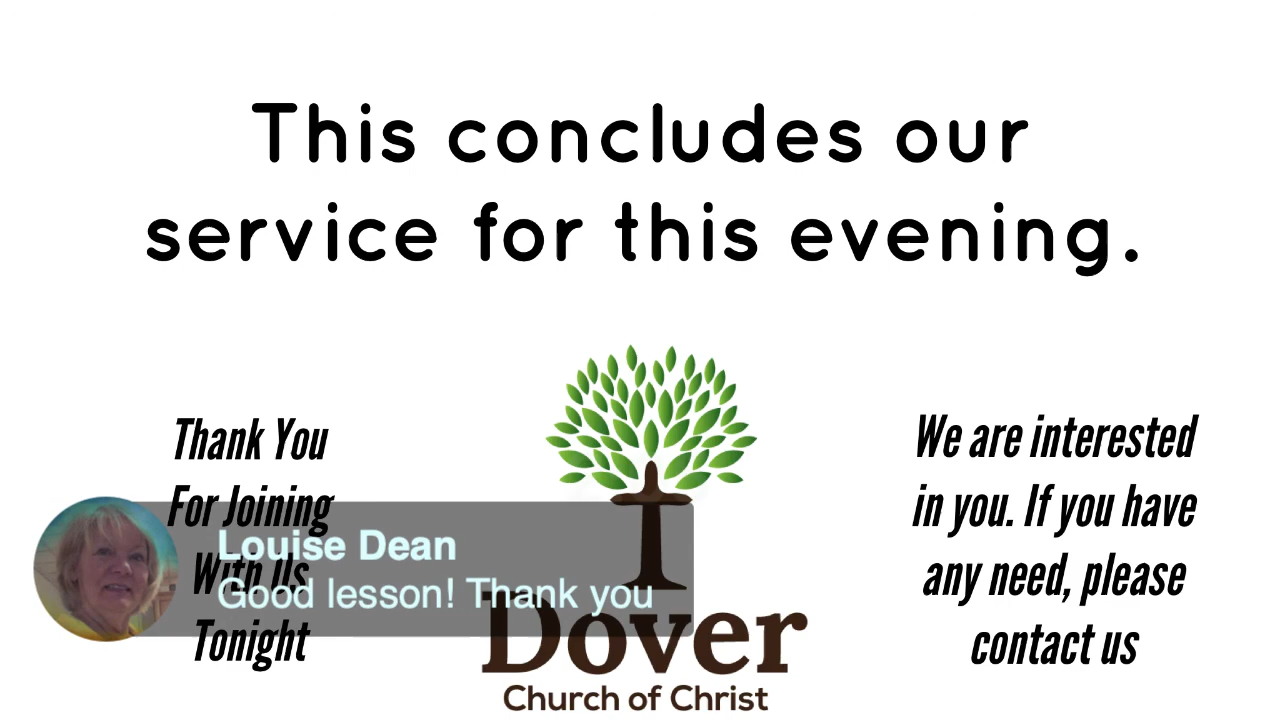 This concludes our
service for this evening.
Thank You
For Joining
With Us
Tonight
Louise Dean
Good lesson! Thank you
Dover
Church of Christ
We are interested
in you. If you have
any need, please
contact us